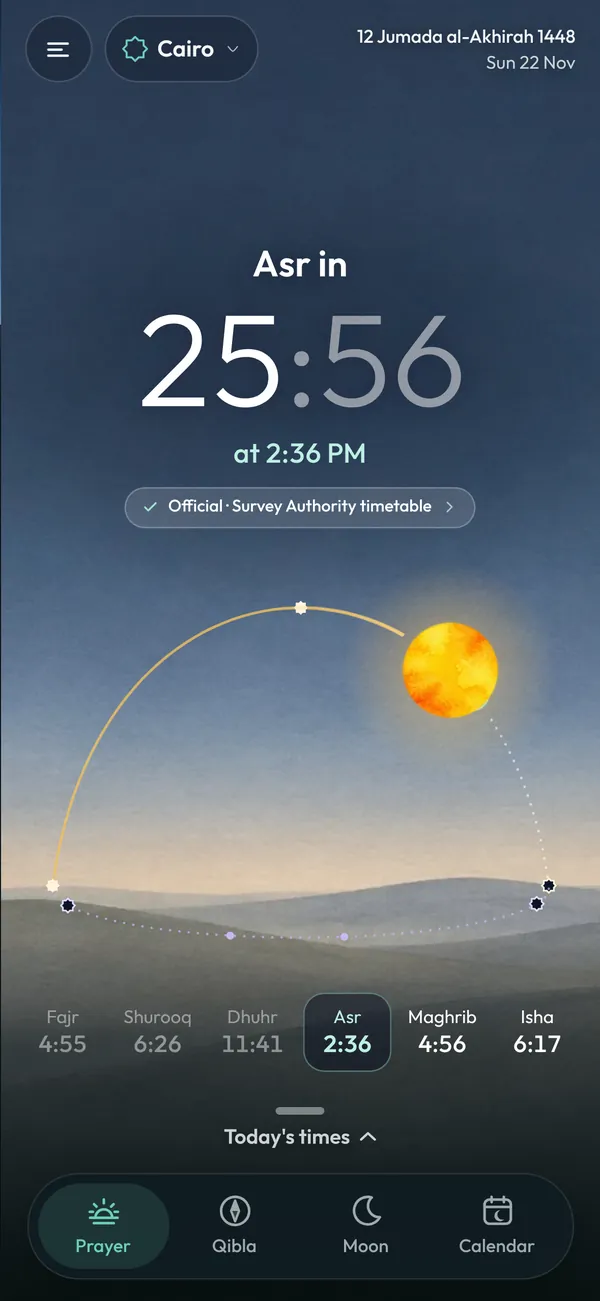 Cairo
12 Jumada al-Akhirah 1448
Sun 22 Nov
Asr in
25:56
at 2:36 PM
Official · Survey Authority timetable
Fajr Shurooq Dhuhr Asr Maghrib Isha
4:55 6:26 11:41 2:36 4:56 6:17
Today's times
Prayer Qibla Moon Calendar